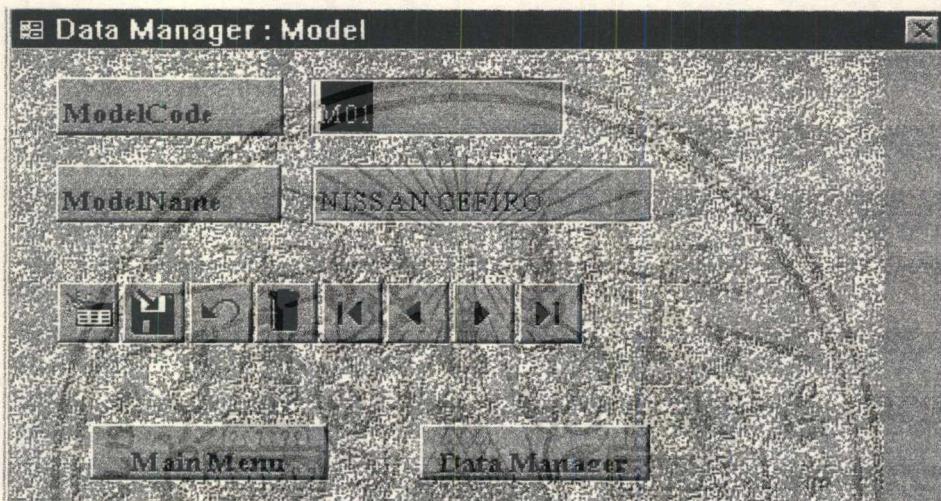 Data Manager : Model
ModelCode M01
ModelName NISSAN CEFIRO
Main Menu Data Manager